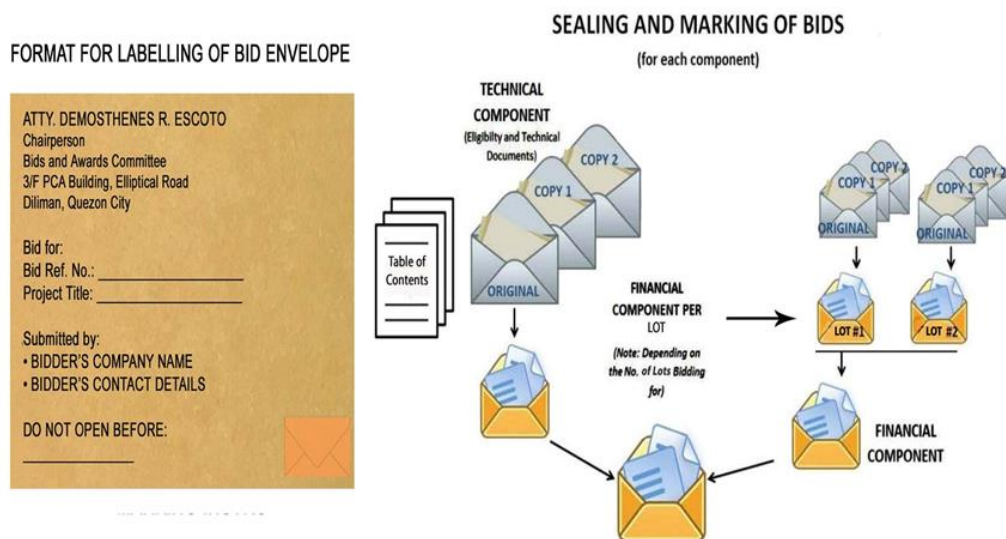 FORMAT FOR LABELLING OF BID ENVELOPE
ATTY. DEMOSTHENES R. ESCOTO
Chairperson
Bids and Awards Committee
3/F PCA Building, Elliptical Road
Diliman, Quezon City
Bid for:
Bid Ref. No.: ____________________
Project Title: ____________________
Submitted by:
• BIDDER'S COMPANY NAME
• BIDDER'S CONTACT DETAILS
DO NOT OPEN BEFORE:
_______________
SEALING AND MARKING OF BIDS
(for each component)
TECHNICAL
COMPONENT
(Eligibilty and Technical
Documents)
COPY 2
COPY 1
ORIGINAL
Table of
Contents
FINANCIAL
COMPONENT PER
LOT
(Note: Depending on
the No. of Lots Bidding
for)
COPY 2
COPY 1
ORIGINAL
COPY 2
COPY 1
ORIGINAL
LOT #1
LOT #2
FINANCIAL
COMPONENT